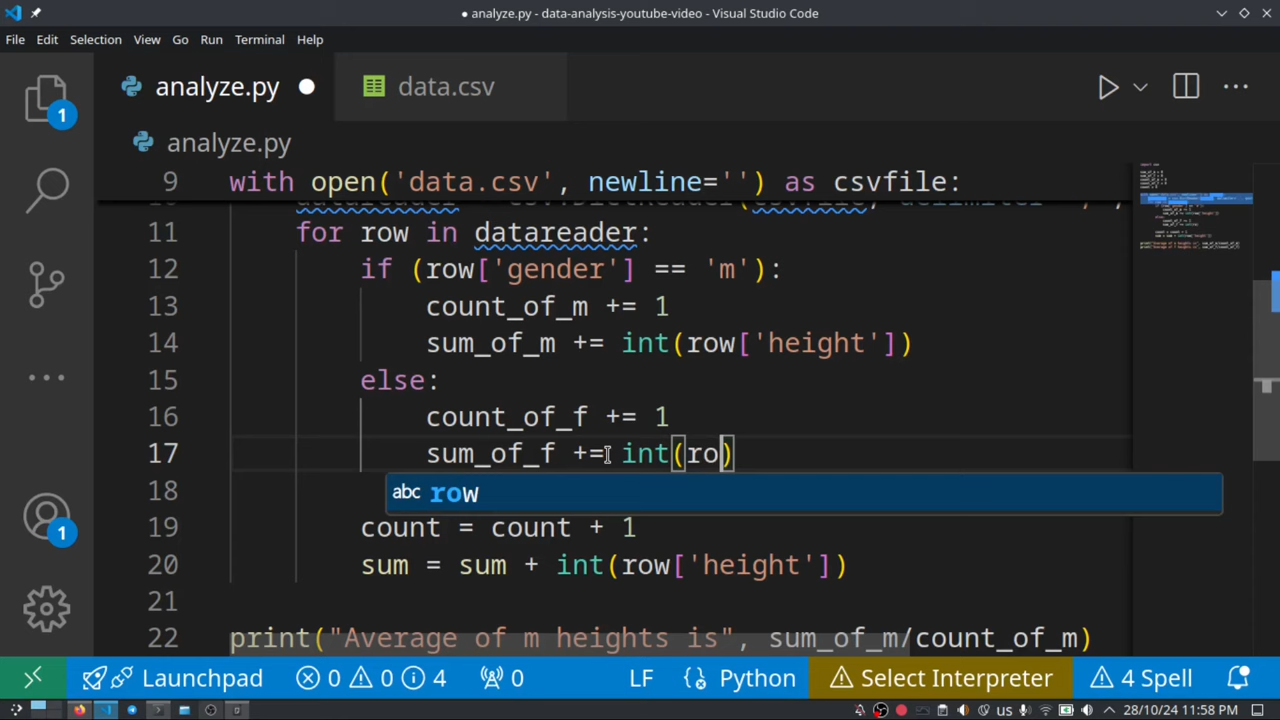 ● analyze.py - data-analysis-youtube-video - Visual Studio Code
File Edit Selection View Go Run Terminal Help
analyze.py ● data.csv
1
analyze.py
9 with open('data.csv', newline='') as csvfile:
11 for row in datareader:
12 if (row['gender'] == 'm'):
13 count_of_m += 1
14 sum_of_m += int(row['height'])
15 else:
16 count_of_f += 1
17 sum_of_f += int(ro)
abc row
18
19 count = count + 1
1
20 sum = sum + int(row['height'])
21
22 print("Average of m heights is", sum_of_m/count_of_m)
Launchpad 0 0 4 0 LF Python Select Interpreter 4 Spell
us 28/10/24 11:58 PM